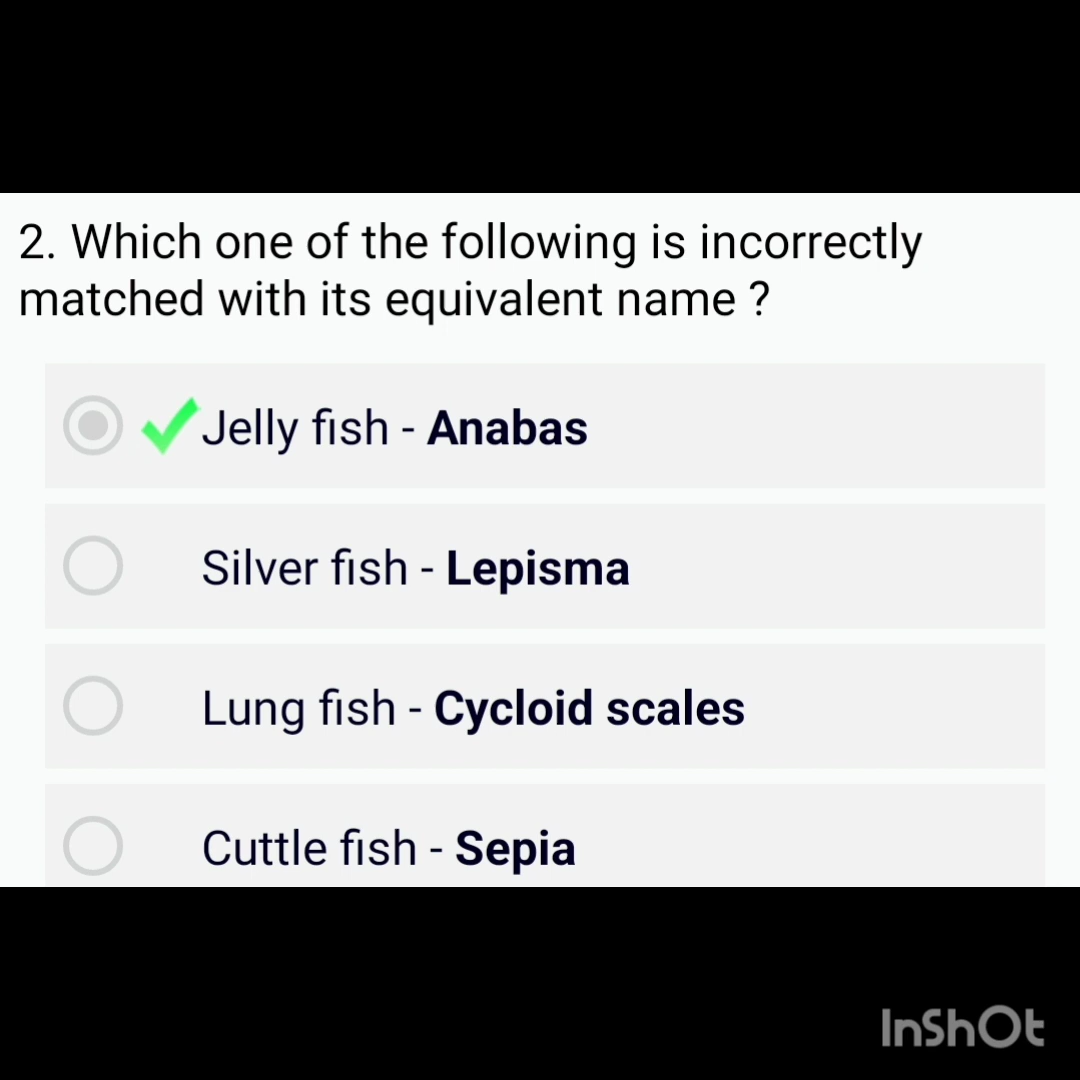 2. Which one of the following is incorrectly
matched with its equivalent name ?
Jelly fish - Anabas
Silver fish - Lepisma
Lung fish - Cycloid scales
Cuttle fish - Sepia
InShOt